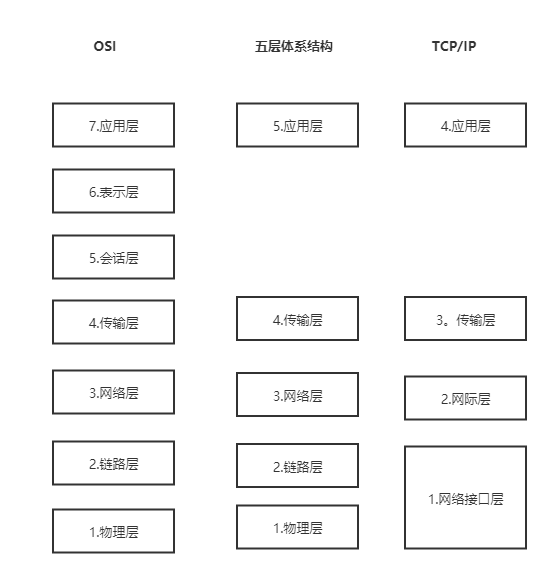 OSI
五层体系结构
TCP/IP
7.应用层
5.应用层
4.应用层
6.表示层
5.会话层
4.传输层
4.传输层
3。传输层
3.网络层
3.网络层
2.网际层
2.链路层
2.链路层
1.网络接口层
1.物理层
1.物理层